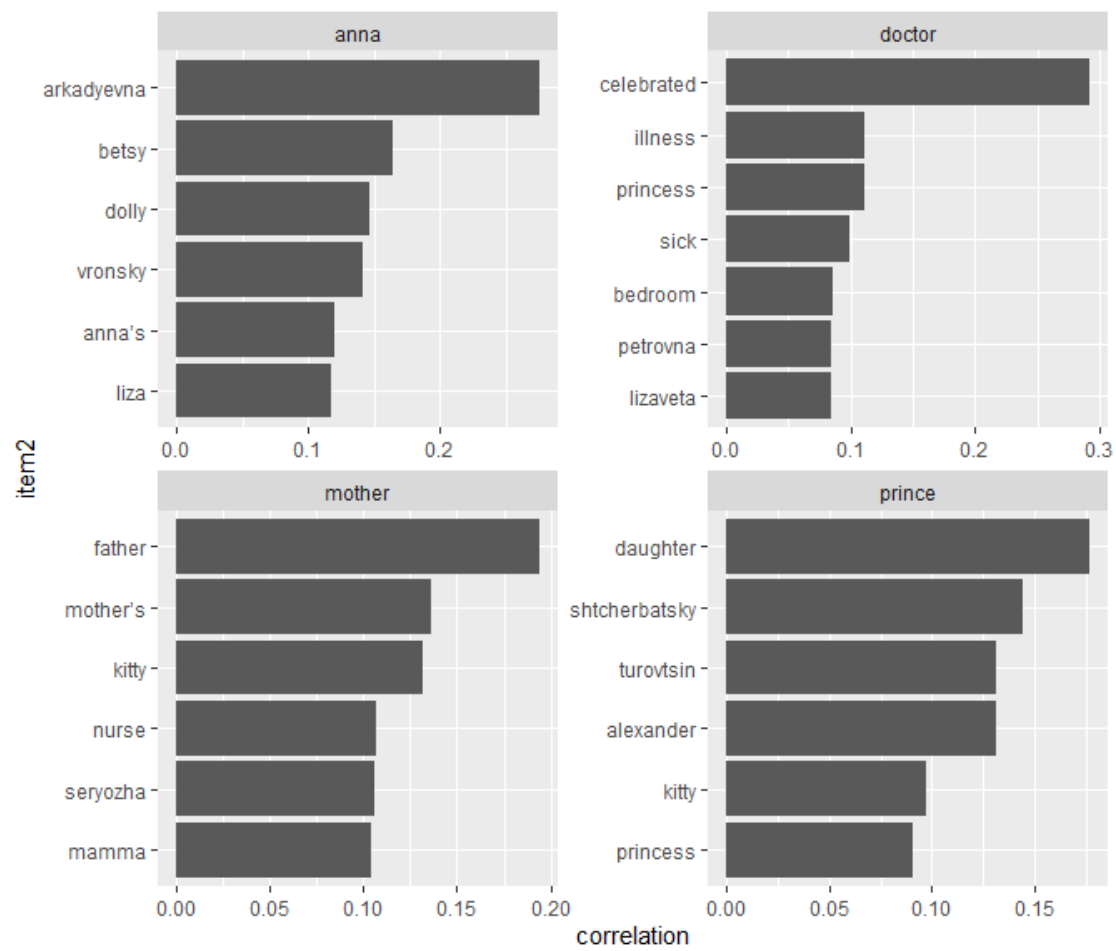 anna
arkadyevna
betsy
dolly
vronsky
anna's
liza
0.0 0.1 0.2
doctor
celebrated
illness
princess
sick
bedroom
petrovna
lizaveta
0.0 0.1 0.2 0.3
item2
mother
father
mother's
kitty
nurse
seryozha
mamma
0.00 0.05 0.10 0.15 0.20
prince
daughter
shtcherbatsky
turovtsin
alexander
kitty
princess
0.00 0.05 0.10 0.15
correlation